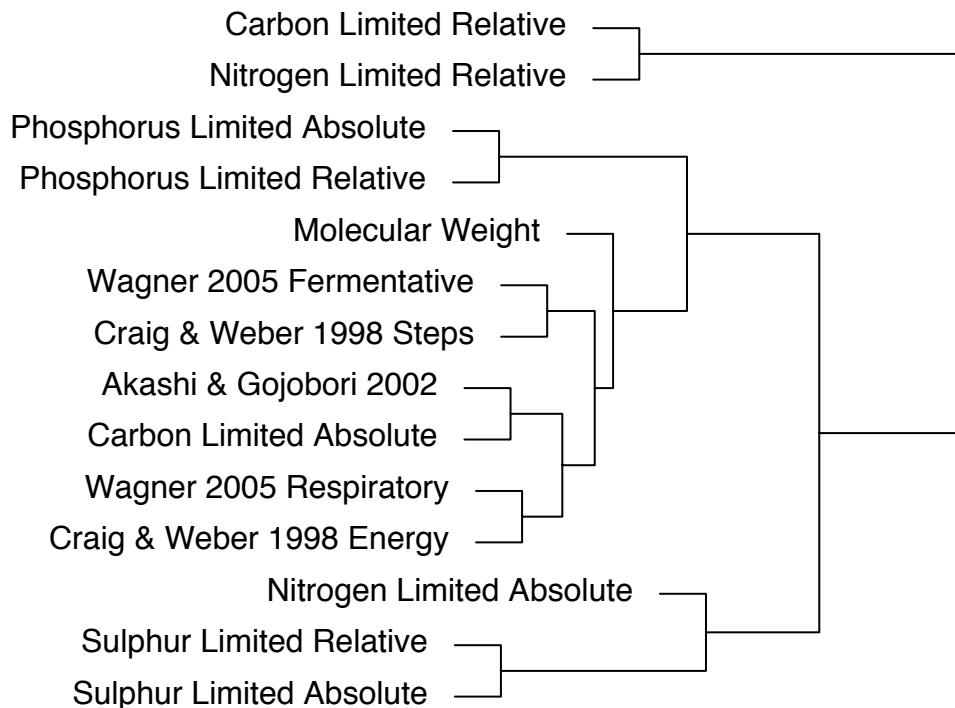 Carbon Limited Relative
Nitrogen Limited Relative
Phosphorus Limited Absolute
Phosphorus Limited Relative
Molecular Weight
Wagner 2005 Fermentative
Craig & Weber 1998 Steps
Akashi & Gojobori 2002
Carbon Limited Absolute
Wagner 2005 Respiratory
Craig & Weber 1998 Energy
Nitrogen Limited Absolute
Sulphur Limited Relative
Sulphur Limited Absolute